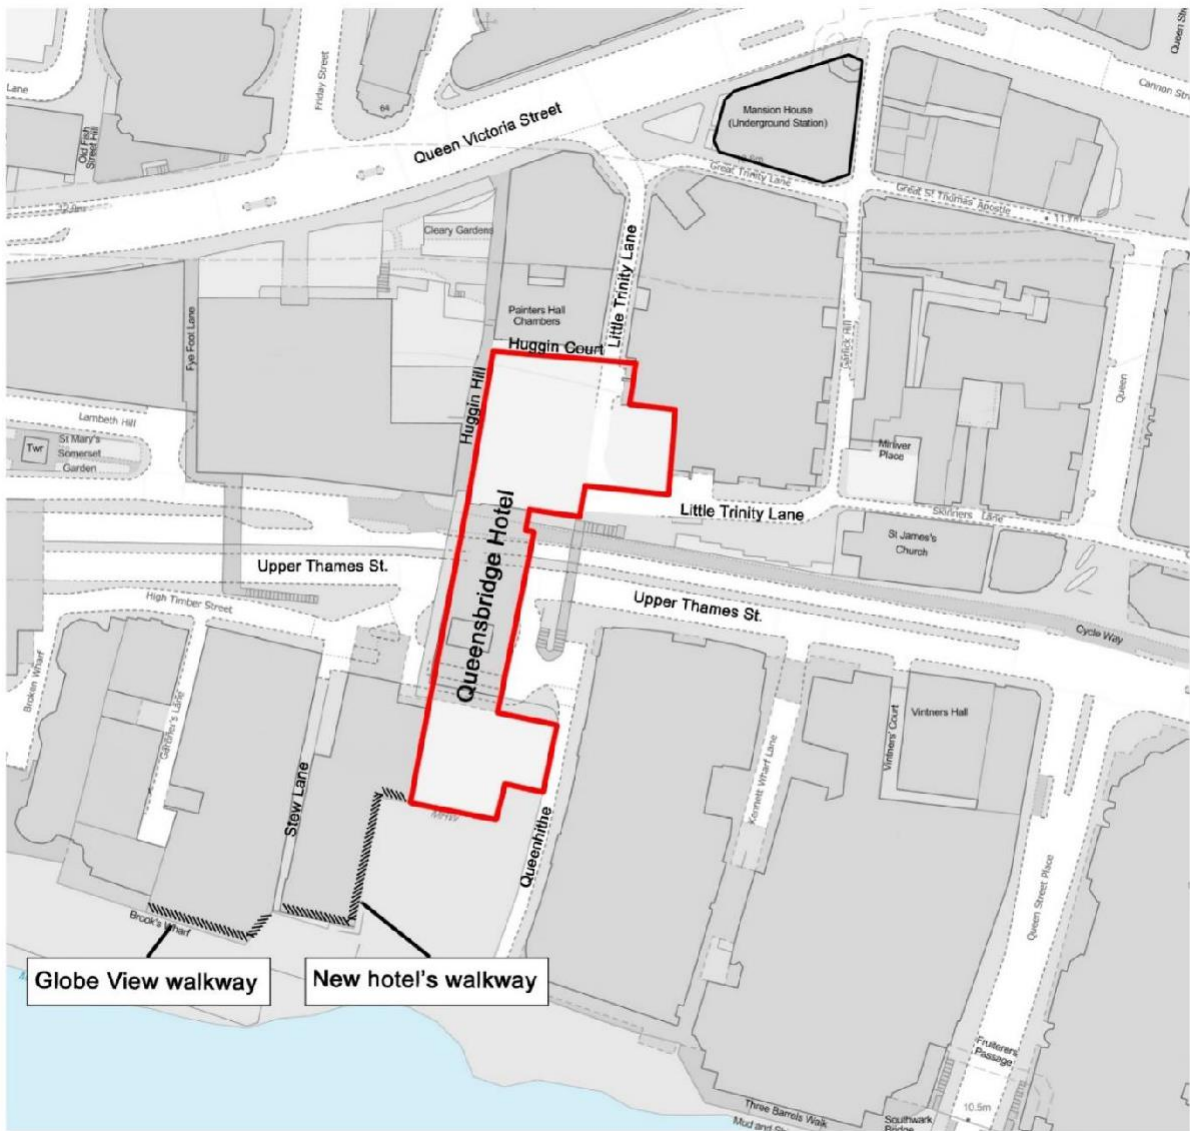 Queen Victoria Street
Friday Street
Lane
64
Old Fish
Street Hill
Mansion House
(Underground Station)
Great Trinity Lane
Great St Thomas Apostle
Cleary Gardens
Little Trinity Lane
Painters Hall
Chambers
Huggin Court
Fye Foot Lane
Huggin Hill
Garlick Hill
Queen
Lambeth Hill
Twr
St Mary's
Somerset
Garden
Miniver
Place
Queensbridge Hotel
Little Trinity Lane
Skinners Lane
St James's
Church
Upper Thames St.
High Timber Street
Upper Thames St.
Cycle Way
Broken Wharf
Gardner's Lane
Stew Lane
Vintners' Court
Vintners Hall
Kennett Wharf Lane
MHW
Queenhithe
Brook's Wharf
Queen Street Place
Globe View walkway
New hotel's walkway
Fruiterers
Passage
10.5m
Three Barrels Walk
Southwark
Bridge